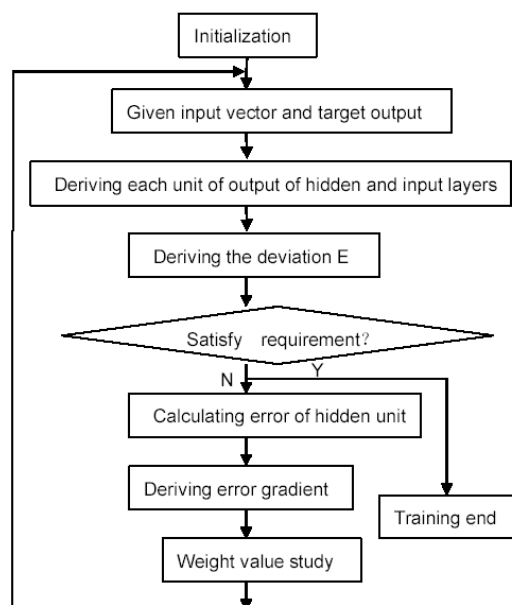 Initialization
Given input vector and target output
Deriving each unit of output of hidden and input layers
Deriving the deviation E
Satisfy requirement?
N
Y
Calculating error of hidden unit
Deriving error gradient
Training end
Weight value study